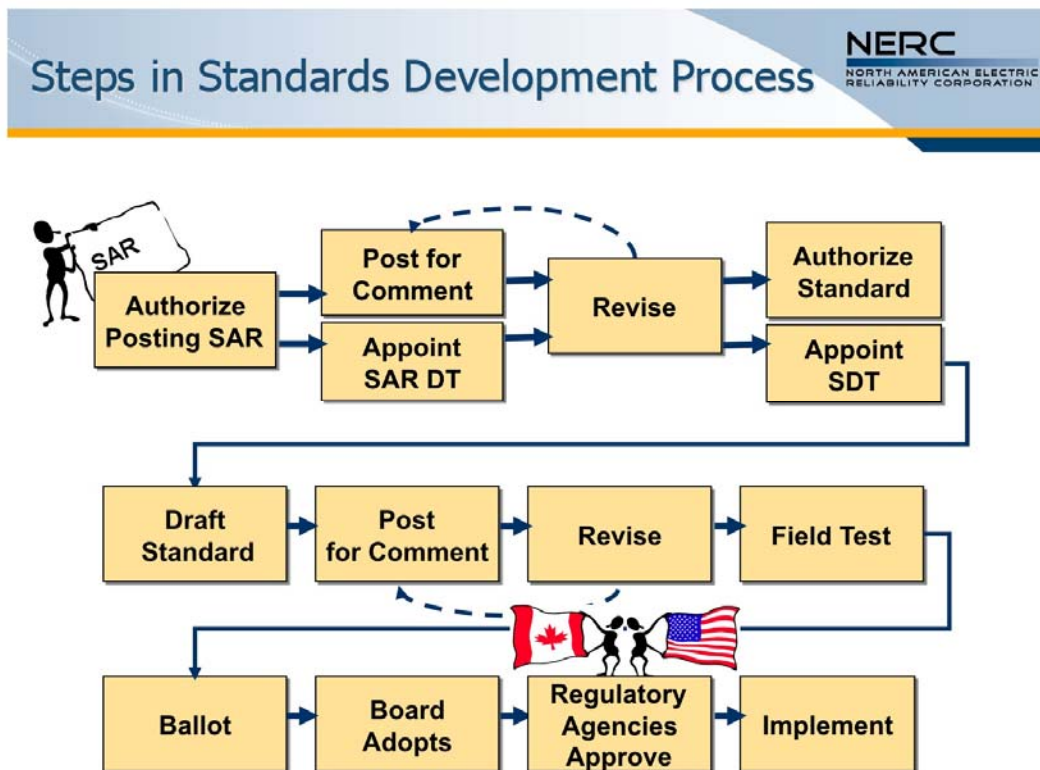 Steps in Standards Development Process
NERC
NORTH AMERICAN ELECTRIC
RELIABILITY CORPORATION
SAR
Authorize
Posting SAR
Post for
Comment
Appoint
SAR DT
Revise
Authorize
Standard
Appoint
SDT
Draft
Standard
Post
for Comment
Revise
Field Test
Ballot
Board
Adopts
Regulatory
Agencies
Approve
Implement